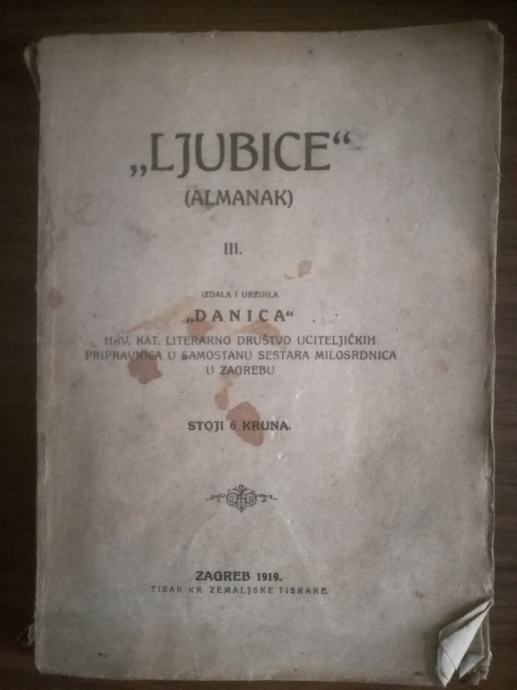 „LJUBICE“
(ALMANAK)
III.
IZDALA I UREDILA
„DANICA“
HRV. KAT. LITERARNO DRUŠTVO UCITELJIČKIH
PRIPRAVNICA U SAMOSTANU SESTARA MILOSRDNICA
U ZAGREBU
STOJI 6 KRUNA.
ZAGREB 1919.
TISAK KR. ZEMALJSKE TISKARE.